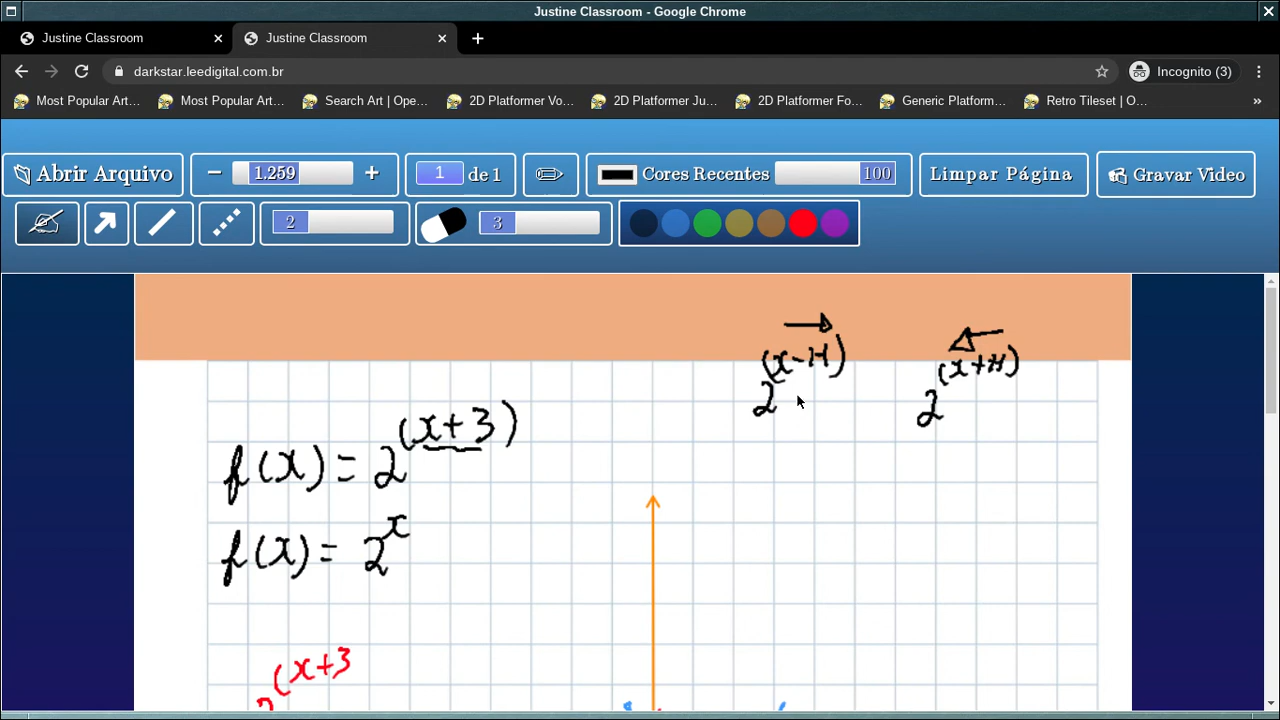 Justine Classroom - Google Chrome
Justine Classroom
Justine Classroom
darkstar.leedigital.com.br
Incognito (3)
Most Popular Art...
Most Popular Art...
Search Art | Ope...
2D Platformer Vo...
2D Platformer Ju...
2D Platformer Fo...
Generic Platform...
Retro Tileset | O...
»
Abrir Arquivo
− 1.259 +
1 de 1
Cores Recentes 100
Limpar Página
Gravar Video
2
3
2^(x-H)
2^(x+H)
f(x) = 2^(x+3)
f(x) = 2^x
2^(x+3